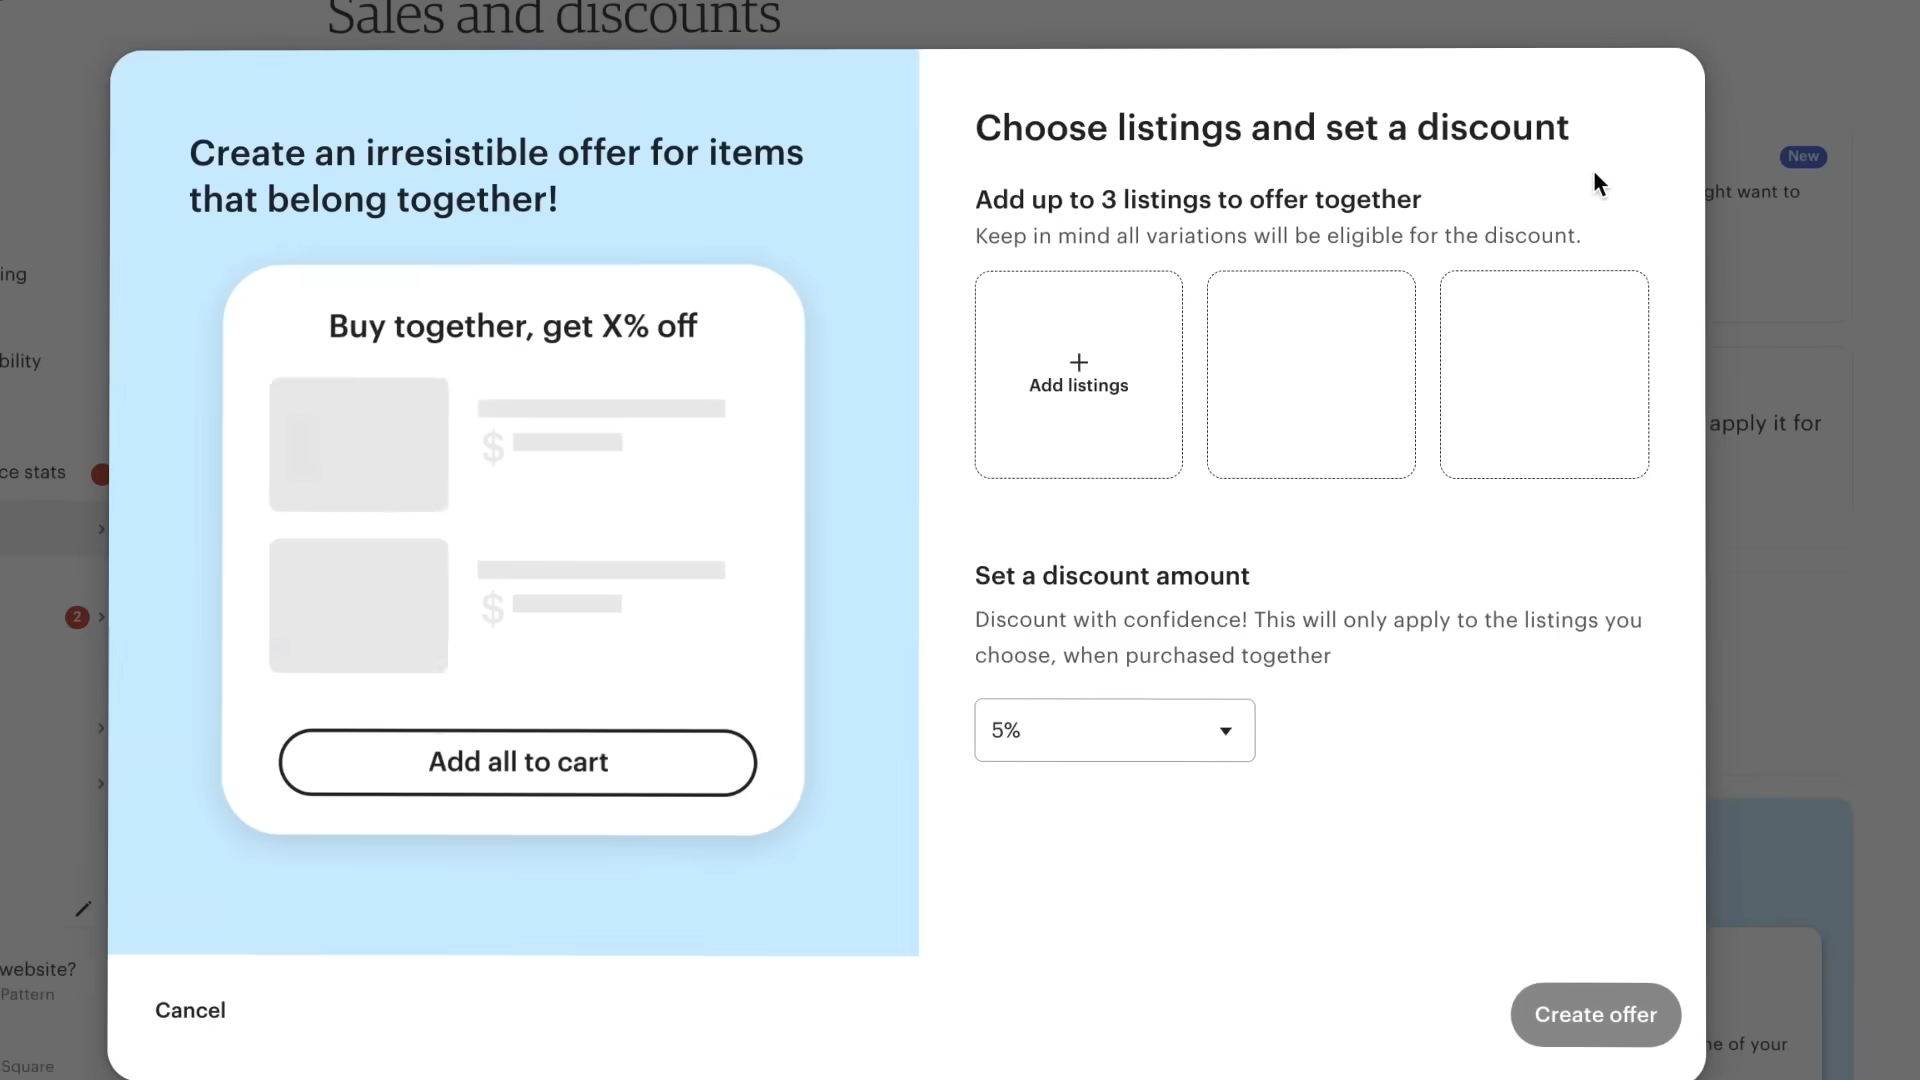 Sales and discounts
Create an irresistible offer for items
that belong together!
Buy together, get X% off
$
$
Add all to cart
Cancel
Choose listings and set a discount
Add up to 3 listings to offer together
Keep in mind all variations will be eligible for the discount.
+
Add listings
Set a discount amount
Discount with confidence! This will only apply to the listings you
choose, when purchased together
5%
Create offer
ing
bility
ce stats
2
website?
Pattern
Square
New
ght want to
apply it for
ne of your